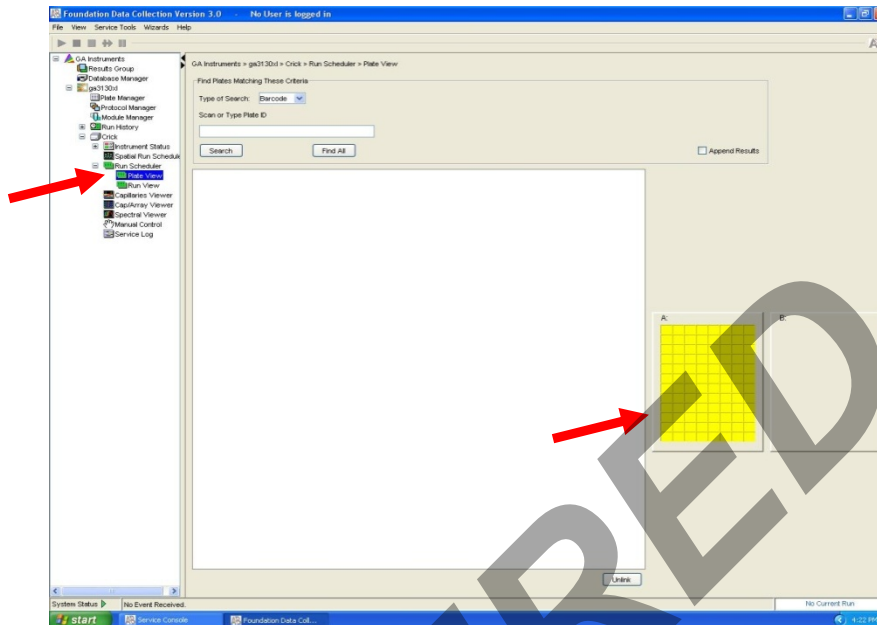 Foundation Data Collection Version 3.0 - No User is logged in
File View Service Tools Wizards Help
GA Instruments
Results Group
Database Manager
ga3130xl
Plate Manager
Protocol Manager
Module Manager
Run History
Crick
Instrument Status
Spatial Run Schedule
Run Scheduler
Plate View
Run View
Capillaries Viewer
Cap/Array Viewer
Spectral Viewer
Manual Control
Service Log
GA Instruments > ga3130xl > Crick > Run Scheduler > Plate View
Find Plates Matching These Criteria
Type of Search: Barcode
Scan or Type Plate ID
Search Find All Append Results
A: B:
Unlink
System Status No Event Received. No Current Run
start Service Console Foundation Data Coll... 4:22 PM
RED